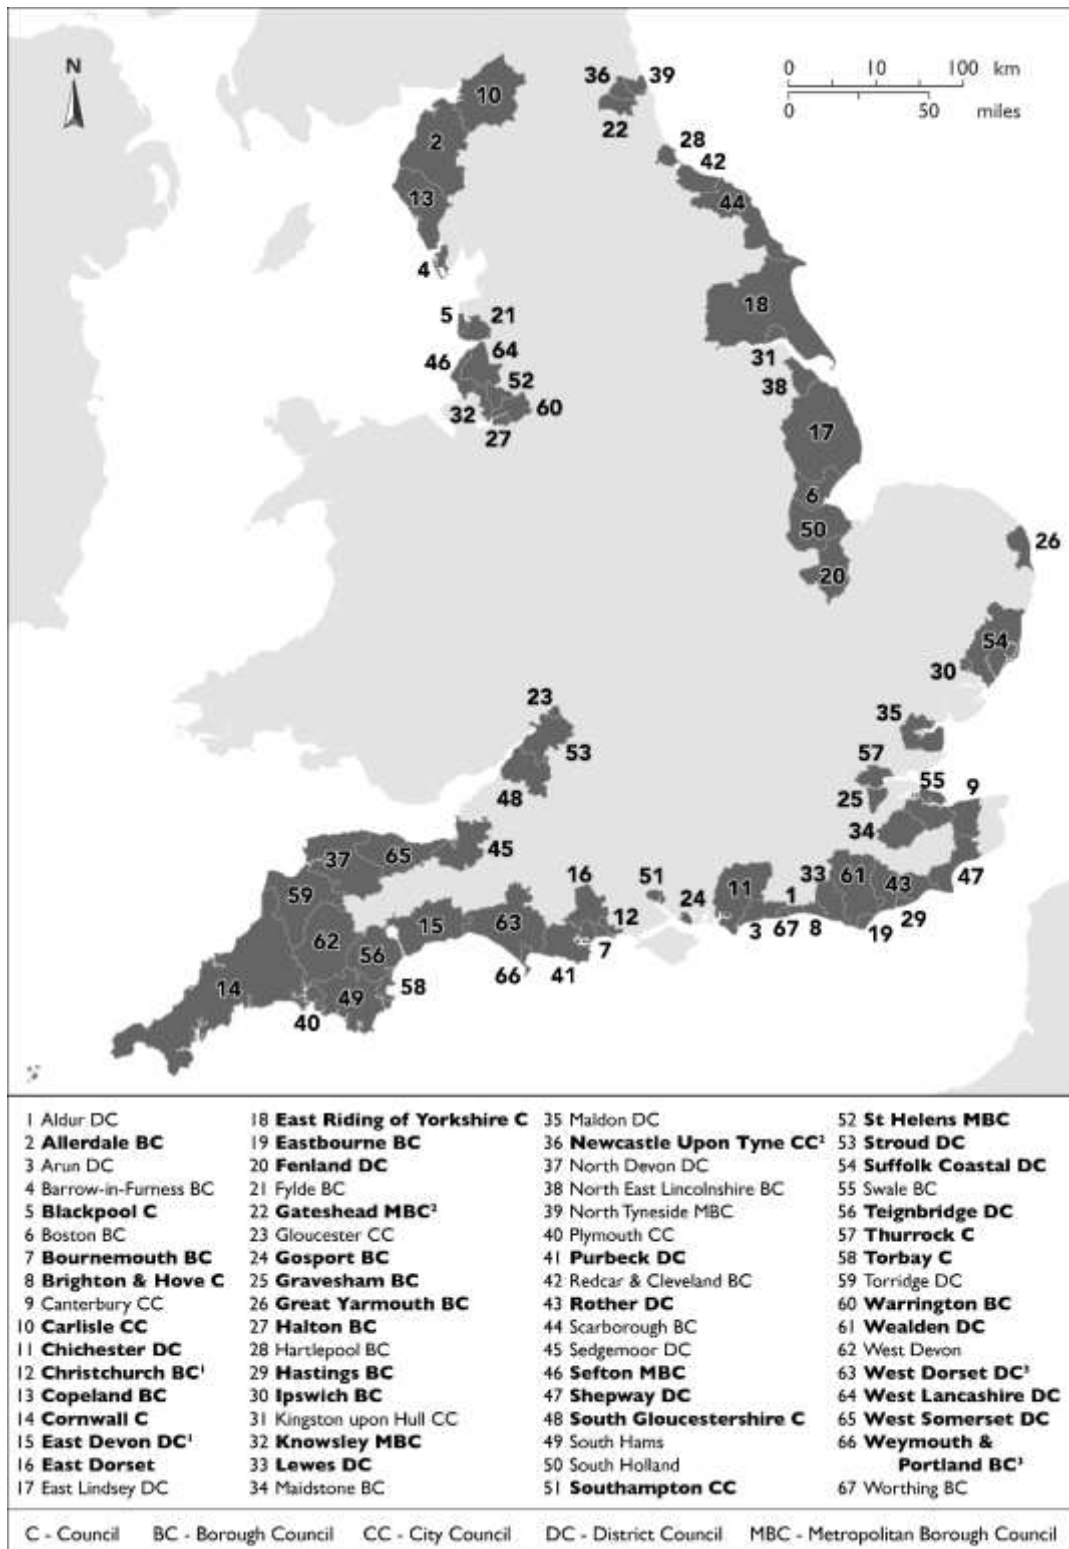 N
0 10 100 km
0 50 miles
36
39
10
22
28
2
42
13
44
4
18
5
21
31
46
64
38
52
32
60
27
17
6
50
26
20
54
30
23
35
53
57
55
9
48
25
34
45
37
65
16
51
33
61
47
59
11
1
43
24
12
29
15
63
3
67
8
19
62
56
7
66
41
58
14
49
40
1 Aldur DC
2 Allerdale BC
3 Arun DC
4 Barrow-in-Furness BC
5 Blackpool C
6 Boston BC
7 Bournemouth BC
8 Brighton & Hove C
9 Canterbury CC
10 Carlisle CC
11 Chichester DC
12 Christchurch BC¹
13 Copeland BC
14 Cornwall C
15 East Devon DC¹
16 East Dorset
17 East Lindsey DC
18 East Riding of Yorkshire C
19 Eastbourne BC
20 Fenland DC
21 Fylde BC
22 Gateshead MBC²
23 Gloucester CC
24 Gosport BC
25 Gravesham BC
26 Great Yarmouth BC
27 Halton BC
28 Hartlepool BC
29 Hastings BC
30 Ipswich BC
31 Kingston upon Hull CC
32 Knowsley MBC
33 Lewes DC
34 Maidstone BC
35 Maldon DC
36 Newcastle Upon Tyne CC²
37 North Devon DC
38 North East Lincolnshire BC
39 North Tyneside MBC
40 Plymouth CC
41 Purbeck DC
42 Redcar & Cleveland BC
43 Rother DC
44 Scarborough BC
45 Sedgemoor DC
46 Sefton MBC
47 Shepway DC
48 South Gloucestershire C
49 South Hams
50 South Holland
51 Southampton CC
52 St Helens MBC
53 Stroud DC
54 Suffolk Coastal DC
55 Swale BC
56 Teignbridge DC
57 Thurrock C
58 Torbay C
59 Torridge DC
60 Warrington BC
61 Wealden DC
62 West Devon
63 West Dorset DC³
64 West Lancashire DC
65 West Somerset DC
66 Weymouth &
Portland BC³
67 Worthing BC
C - Council BC - Borough Council CC - City Council DC - District Council MBC - Metropolitan Borough Council